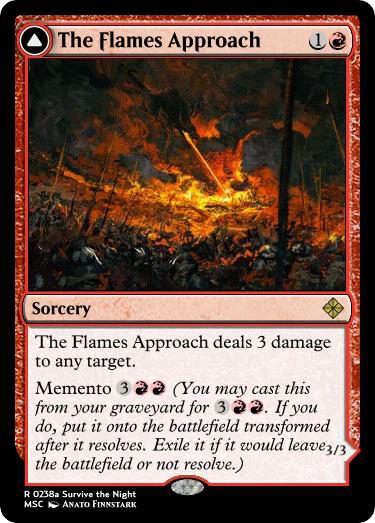 The Flames Approach 1
Sorcery
The Flames Approach deals 3 damage
to any target.
Memento 3 (You may cast this
from your graveyard for 3. If you
do, put it onto the battlefield transformed
after it resolves. Exile it if it would leave
the battlefield or not resolve.)
3/3
R 0238a Survive the Night
MSC Anato Finnstark